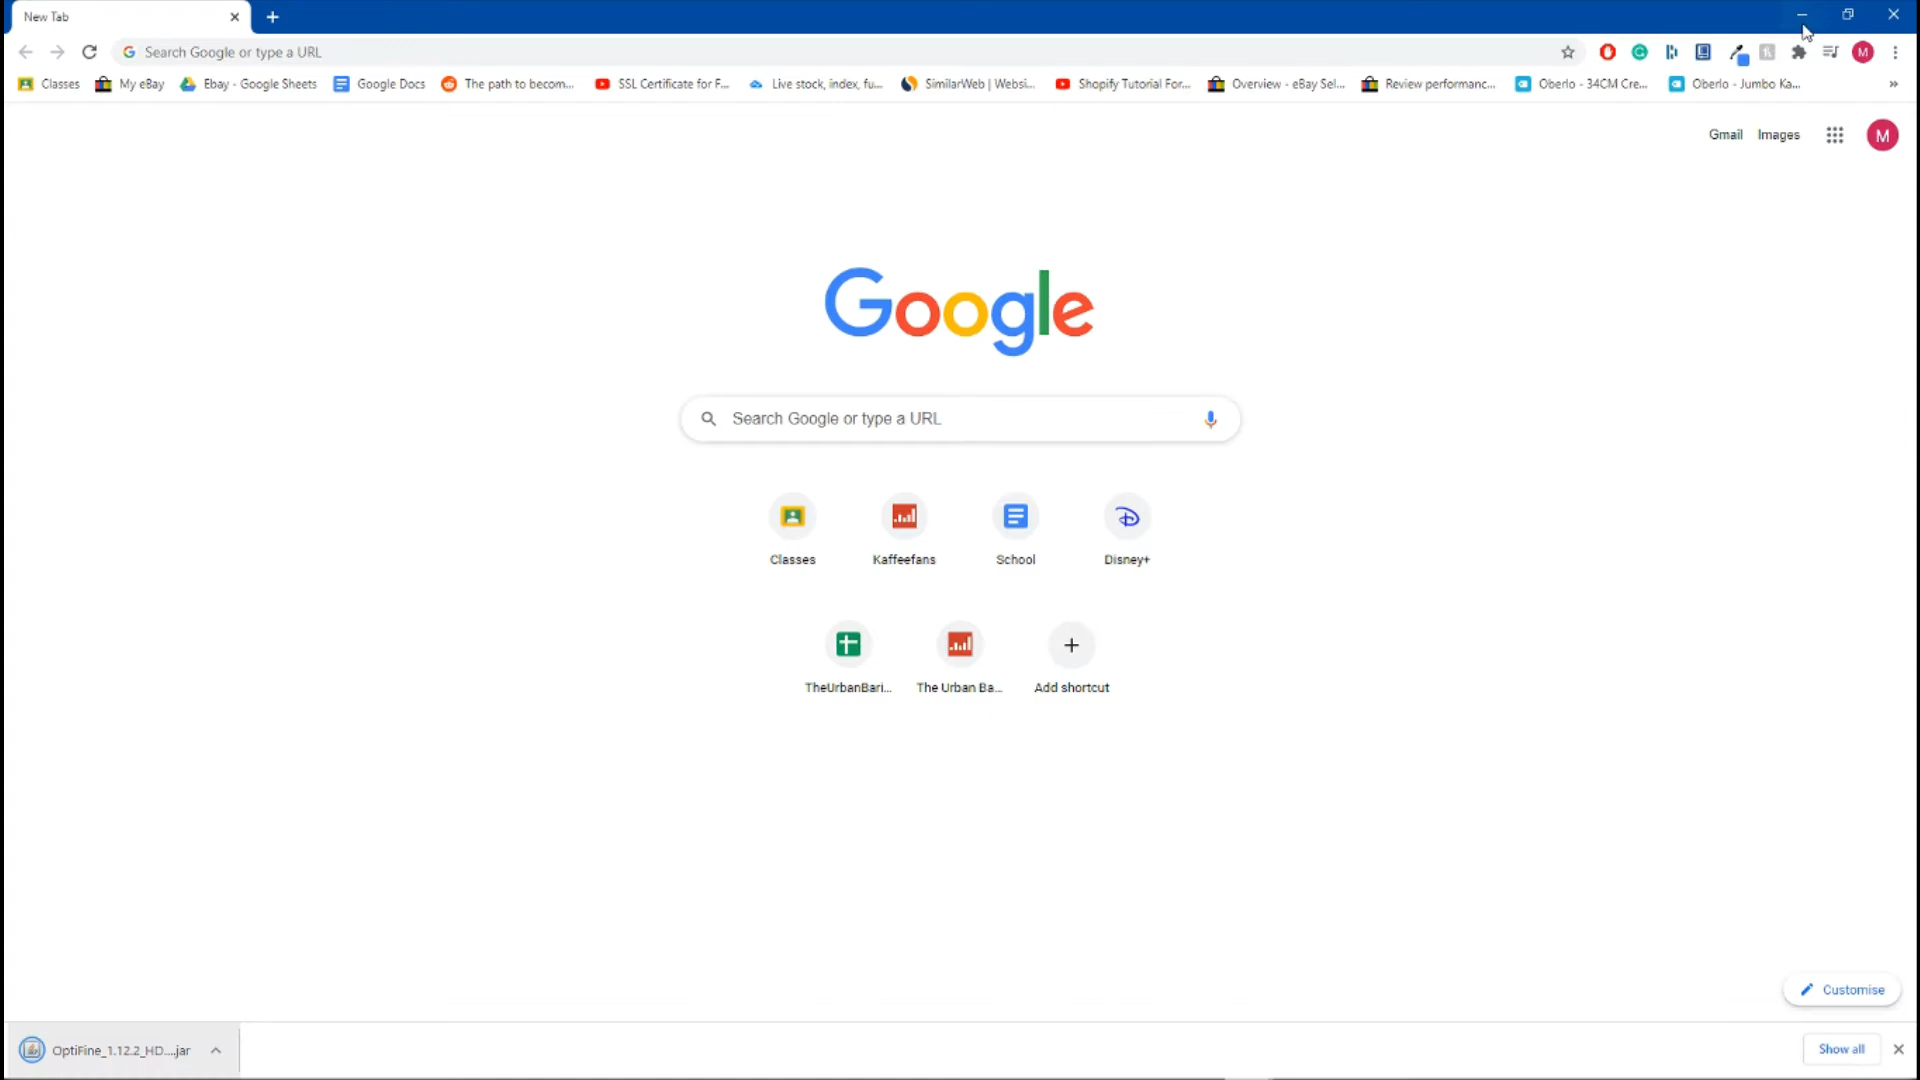 New Tab
Search Google or type a URL
M
Classes My eBay Ebay - Google Sheets Google Docs The path to becom... SSL Certificate for F... Live stock, index, fu... SimilarWeb | Websi... Shopify Tutorial For... Overview - eBay Sel... Review performanc... Oberlo - 34CM Cre... Oberlo - Jumbo Ka... »
Gmail Images M
Google
Search Google or type a URL
Classes Kaffeefans School Disney+
TheUrbanBari... The Urban Ba... Add shortcut
Customise
OptiFine_1.12.2_HD....jar Show all